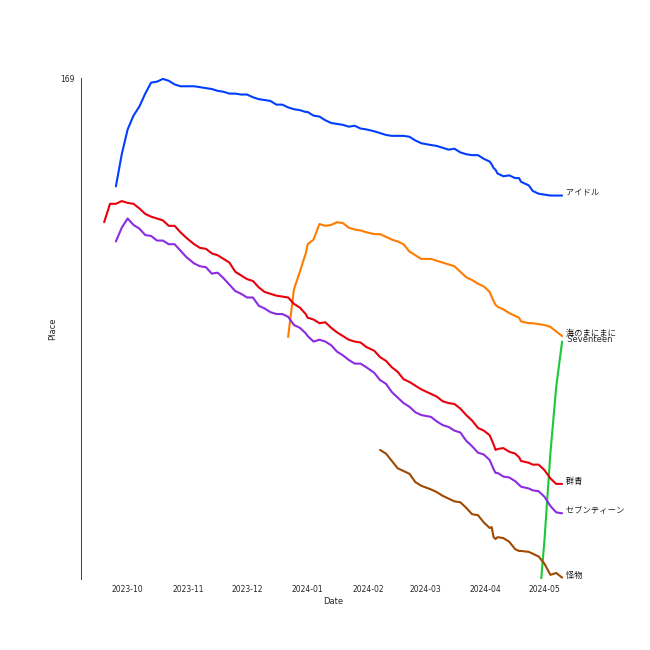 169
Place
アイドル
海のまにまに
Seventeen
群青
セブンティーン
怪物
2023-10
2023-11
2023-12
2024-01
2024-02
2024-03
2024-04
2024-05
Date